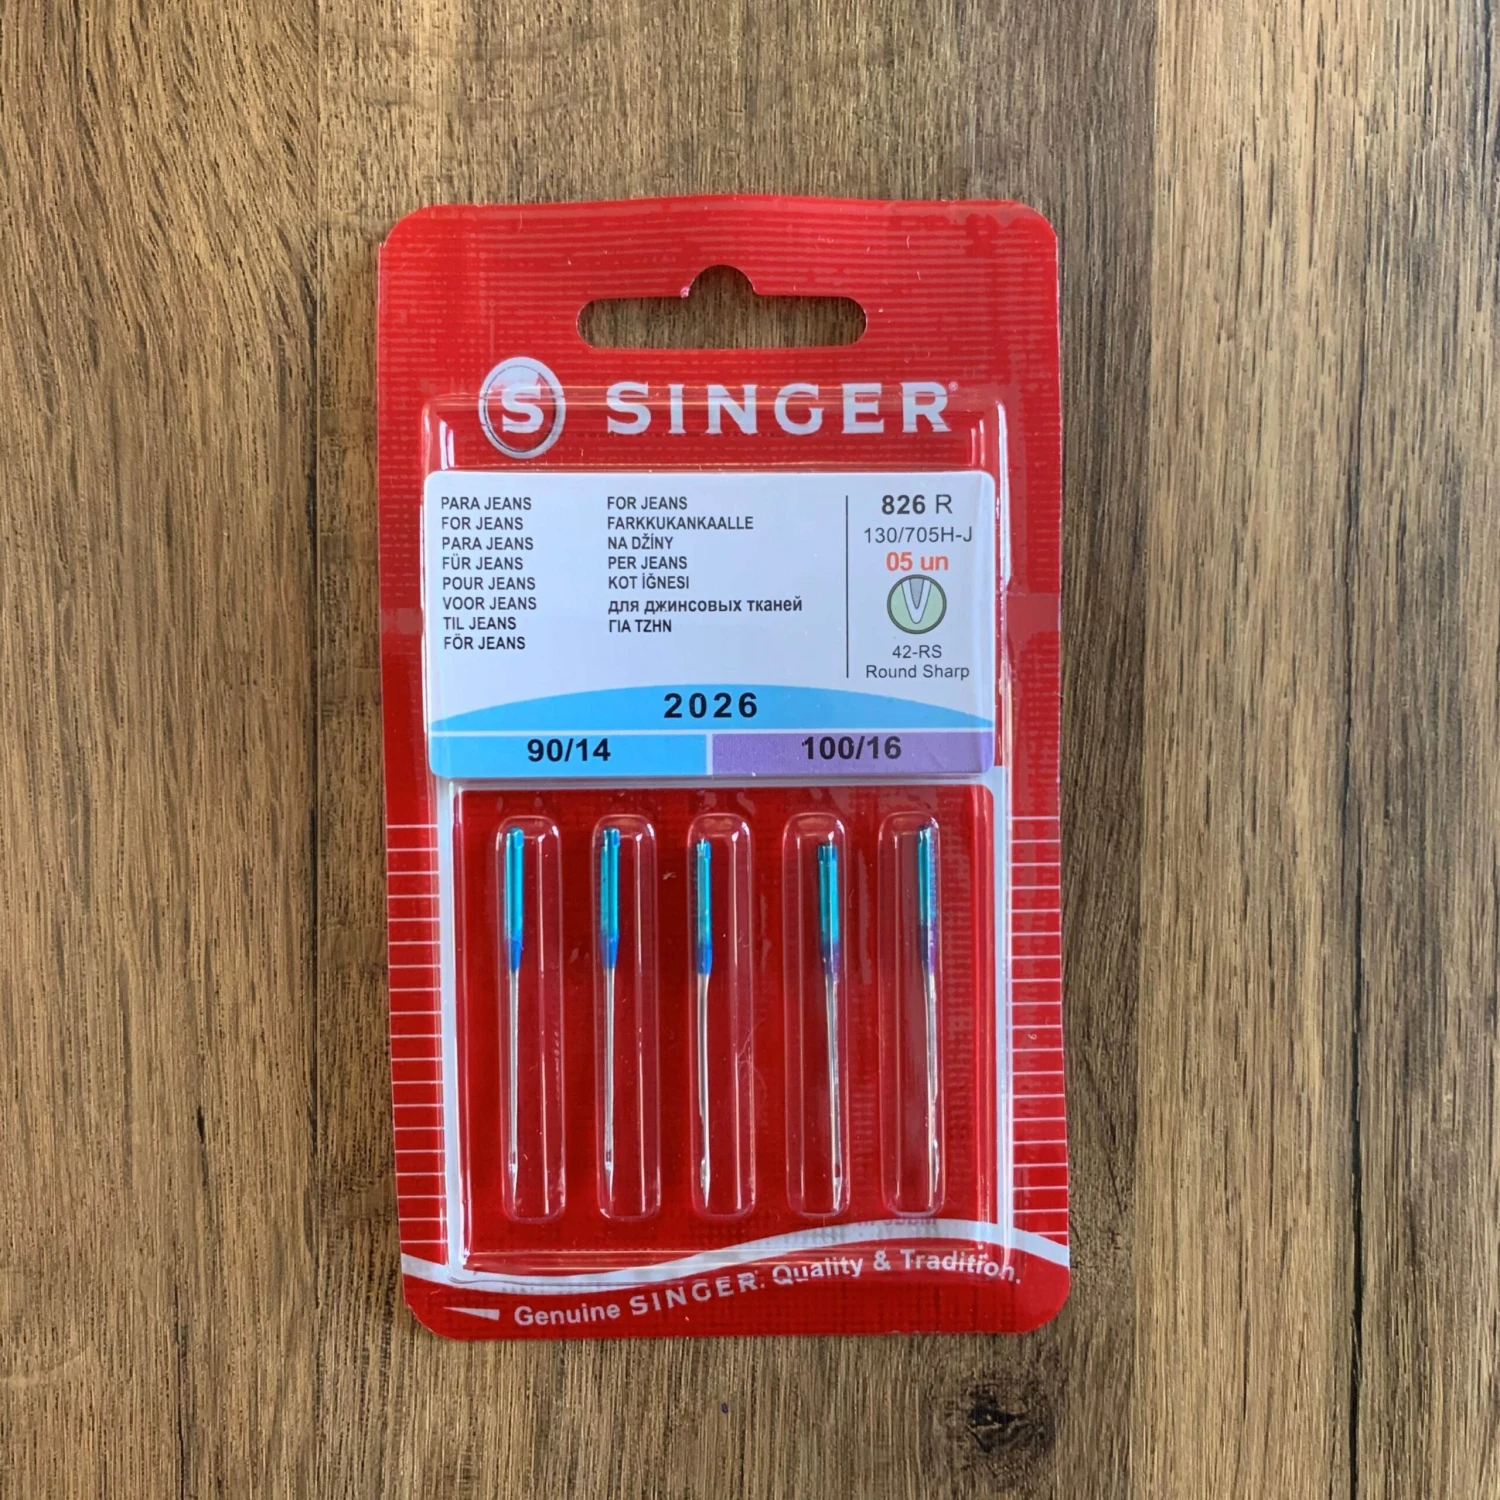 S SINGER®
PARA JEANS
FOR JEANS
PARA JEANS
FÜR JEANS
POUR JEANS
VOOR JEANS
TIL JEANS
FÖR JEANS
FOR JEANS
FARKKUKANKAALLE
NA DŽÍNY
PER JEANS
KOT İĞNESI
для джинсовых тканей
ΓΙΑ ΤΖΗΝ
826 R
130/705H-J
05 un
42-RS
Round Sharp
2026
90/14
100/16
Genuine SINGER. Quality & Tradition.